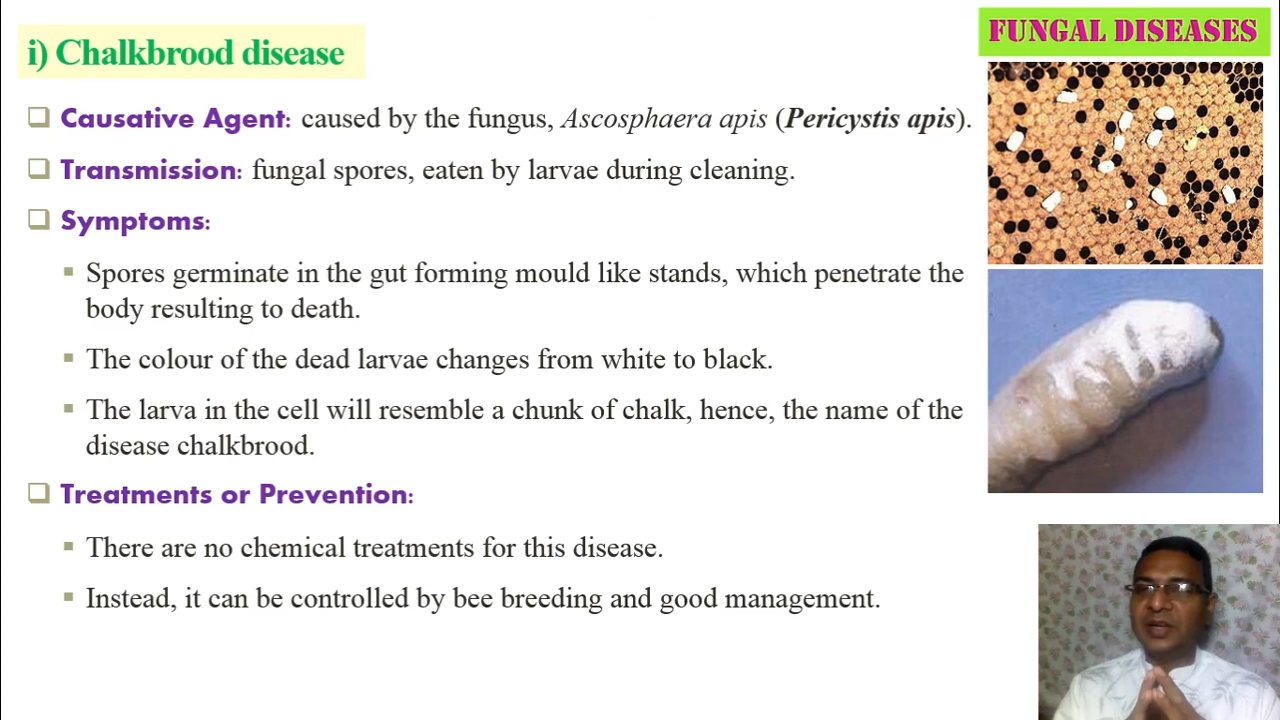 i) Chalkbrood disease
FUNGAL DISEASES
Causative Agent: caused by the fungus, Ascosphaera apis (Pericystis apis).
Transmission: fungal spores, eaten by larvae during cleaning.
Symptoms:
Spores germinate in the gut forming mould like stands, which penetrate the
body resulting to death.
The colour of the dead larvae changes from white to black.
The larva in the cell will resemble a chunk of chalk, hence, the name of the
disease chalkbrood.
Treatments or Prevention:
There are no chemical treatments for this disease.
Instead, it can be controlled by bee breeding and good management.